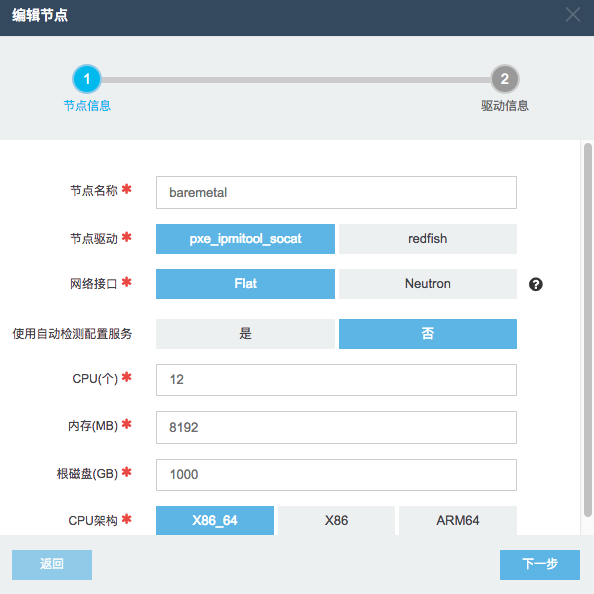 编辑节点
1
2
节点信息
驱动信息
节点名称 ✱ baremetal
节点驱动 ✱ pxe_ipmitool_socat redfish
网络接口 ✱ Flat Neutron ?
使用自动检测配置服务 是 否
CPU(个) ✱ 12
内存(MB) ✱ 8192
根磁盘(GB) ✱ 1000
CPU架构 ✱ X86_64 X86 ARM64
返回 下一步